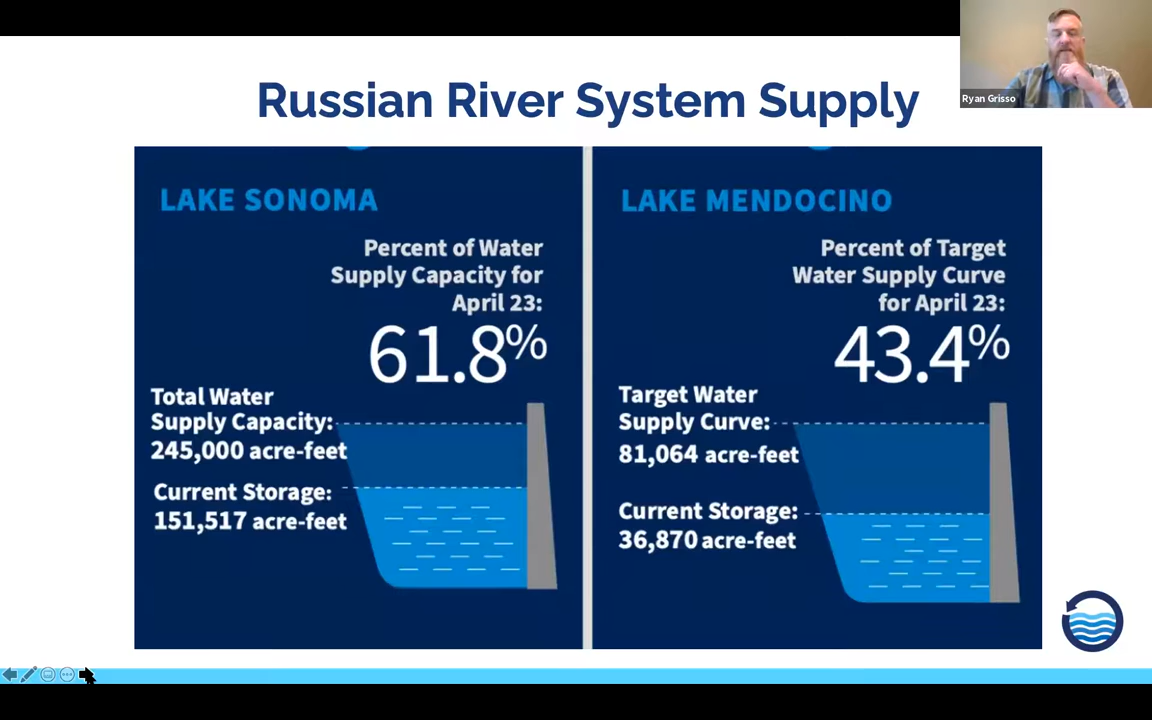 Russian River System Supply
Ryan Grisso
LAKE SONOMA
Percent of Water
Supply Capacity for
April 23:
61.8%
Total Water
Supply Capacity:
245,000 acre-feet
Current Storage:
151,517 acre-feet
LAKE MENDOCINO
Percent of Target
Water Supply Curve
for April 23:
43.4%
Target Water
Supply Curve:
81,064 acre-feet
Current Storage:
36,870 acre-feet